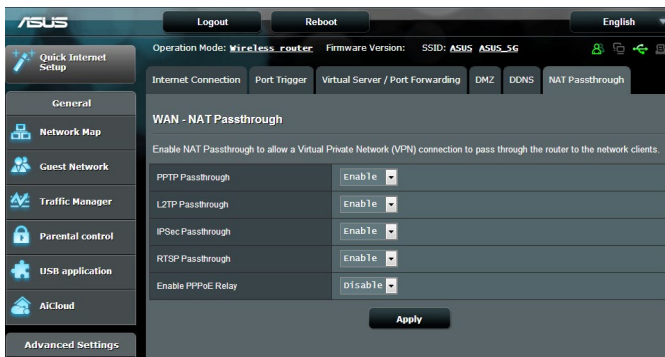 ASUS
Logout
Reboot
English
Quick Internet Setup
Operation Mode: Wireless router Firmware Version: SSID: ASUS ASUS_5G
Internet Connection
Port Trigger
Virtual Server / Port Forwarding
DMZ
DDNS
NAT Passthrough
General
Network Map
Guest Network
Traffic Manager
Parental control
USB application
AiCloud
Advanced Settings
WAN - NAT Passthrough
Enable NAT Passthrough to allow a Virtual Private Network (VPN) connection to pass through the router to the network clients.
PPTP Passthrough Enable
L2TP Passthrough Enable
IPSec Passthrough Enable
RTSP Passthrough Enable
Enable PPPoE Relay Disable
Apply